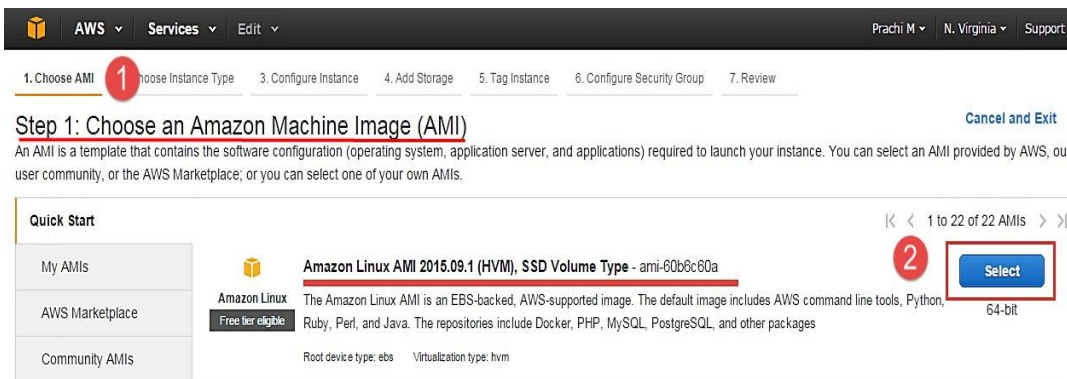 AWS Services Edit Prachi M N. Virginia Support
1. Choose AMI 1 hoose Instance Type 3. Configure Instance 4. Add Storage 5. Tag Instance 6. Configure Security Group 7. Review
Step 1: Choose an Amazon Machine Image (AMI)
Cancel and Exit
An AMI is a template that contains the software configuration (operating system, application server, and applications) required to launch your instance. You can select an AMI provided by AWS, ou
user community, or the AWS Marketplace; or you can select one of your own AMIs.
Quick Start
1 to 22 of 22 AMIs
My AMIs
AWS Marketplace
Community AMIs
Amazon Linux
Free tier eligible
Amazon Linux AMI 2015.09.1 (HVM), SSD Volume Type - ami-60b6c60a
The Amazon Linux AMI is an EBS-backed, AWS-supported image. The default image includes AWS command line tools, Python,
Ruby, Perl, and Java. The repositories include Docker, PHP, MySQL, PostgreSQL, and other packages
Root device type: ebs Virtualization type: hvm
2
Select
64-bit